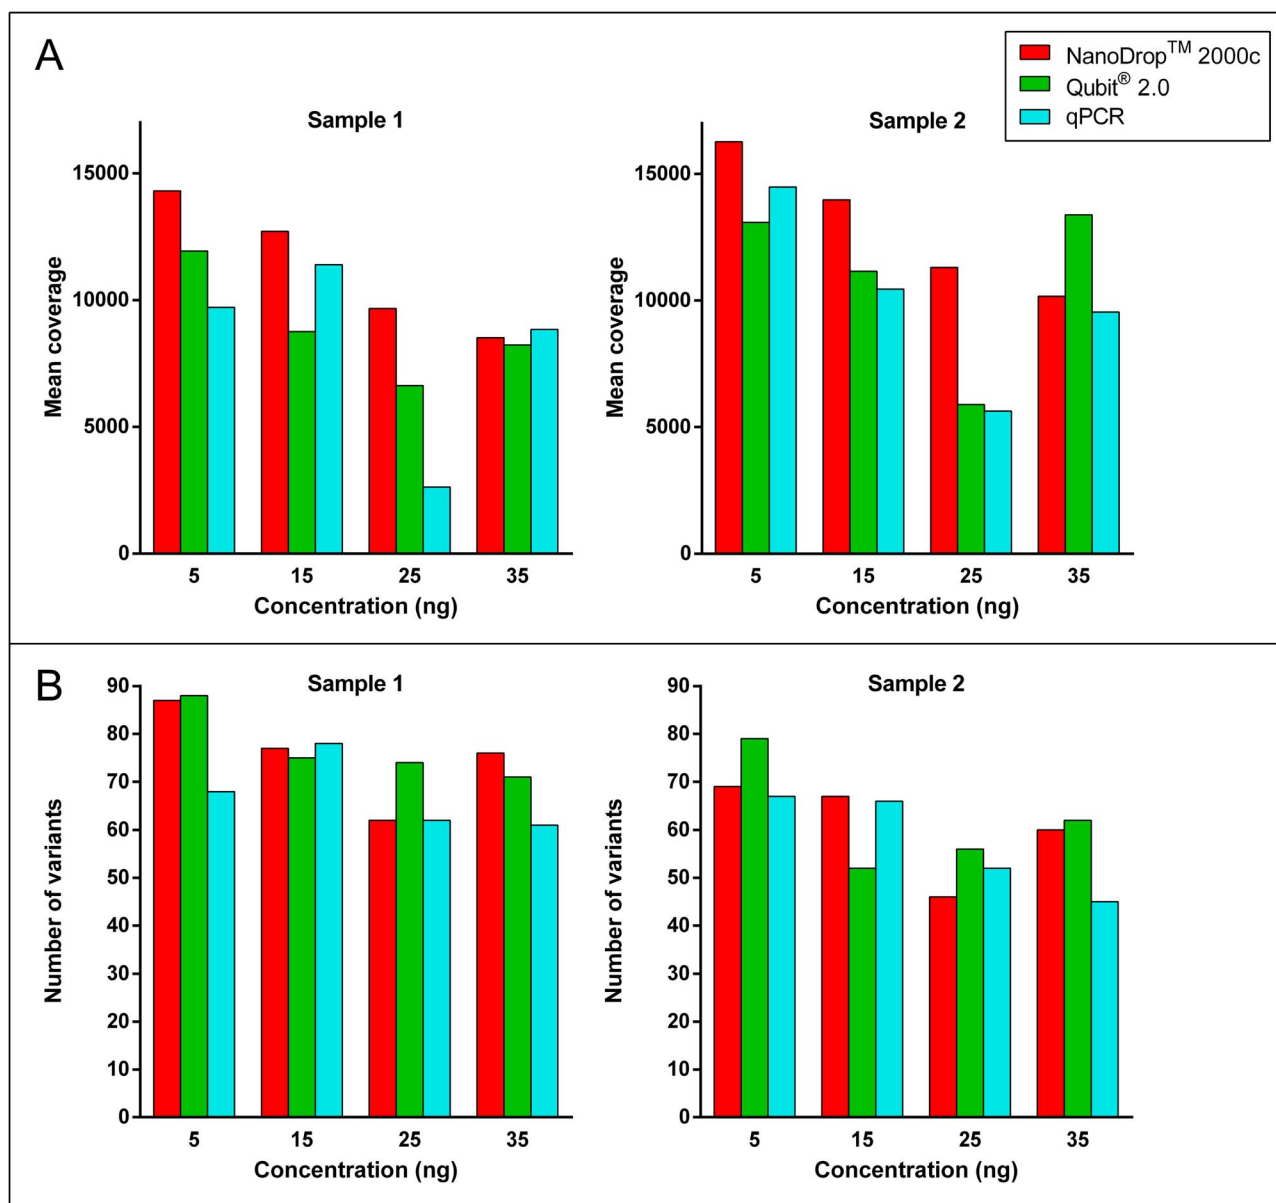 A
NanoDrop™ 2000c
Qubit® 2.0
qPCR
Sample 1
15000
10000
5000
0
Mean coverage
5 15 25 35
Concentration (ng)
Sample 2
15000
10000
5000
0
Mean coverage
5 15 25 35
Concentration (ng)
B
Sample 1
90
80
70
60
50
40
30
20
10
0
Number of variants
5 15 25 35
Concentration (ng)
Sample 2
90
80
70
60
50
40
30
20
10
0
Number of variants
5 15 25 35
Concentration (ng)